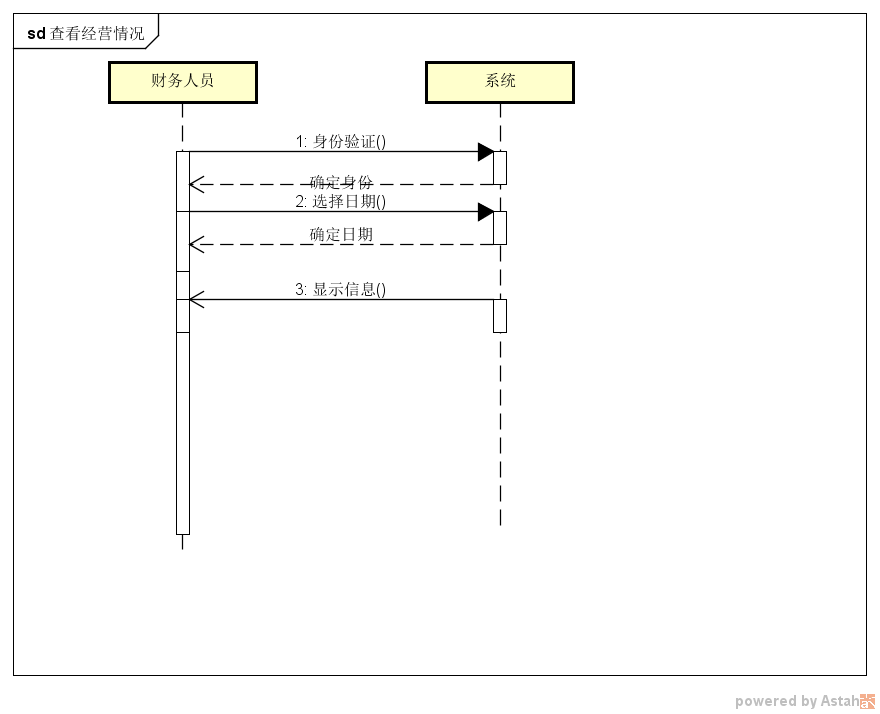 sd 查看经营情况
财务人员
系统
1: 身份验证()
确定身份
2: 选择日期()
确定日期
3: 显示信息()
powered by Astah